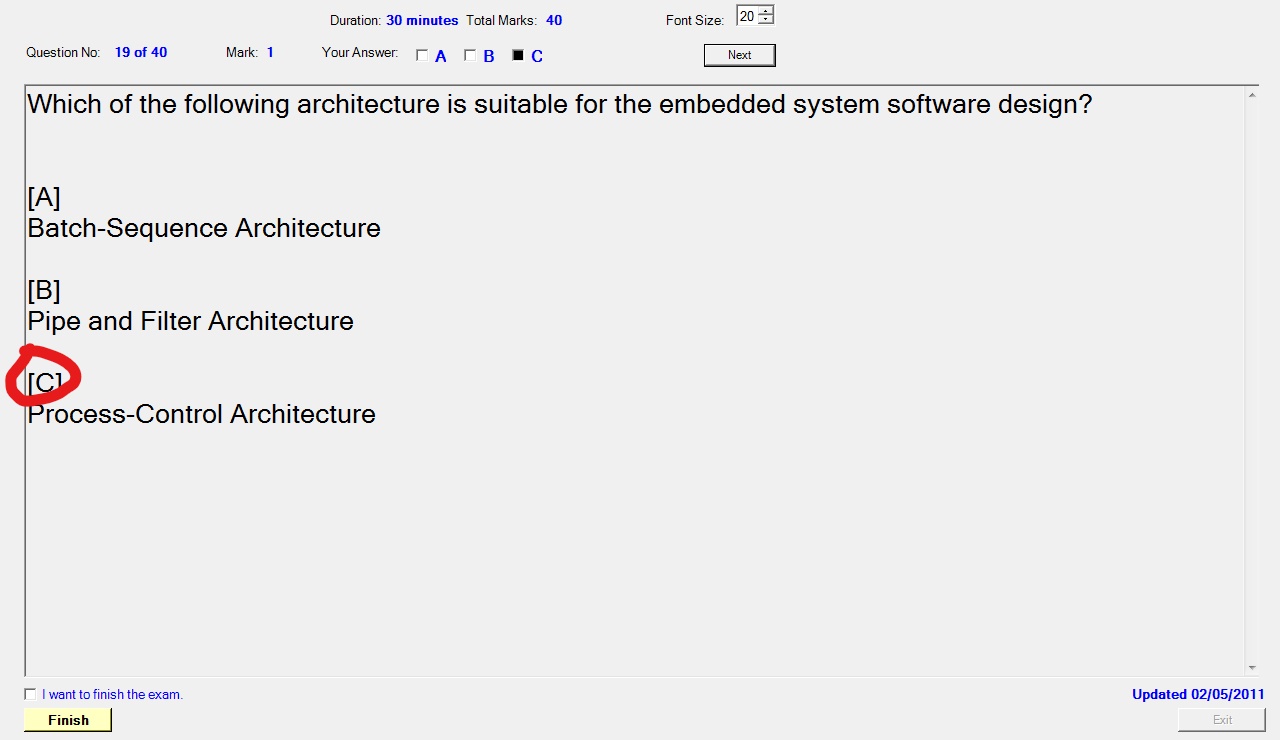 Duration: 30 minutes Total Marks: 40 Font Size: 20
Question No: 19 of 40 Mark: 1 Your Answer: A B C Next
Which of the following architecture is suitable for the embedded system software design?
[A]
Batch-Sequence Architecture
[B]
Pipe and Filter Architecture
[C]
Process-Control Architecture
I want to finish the exam. Updated 02/05/2011
Finish Exit